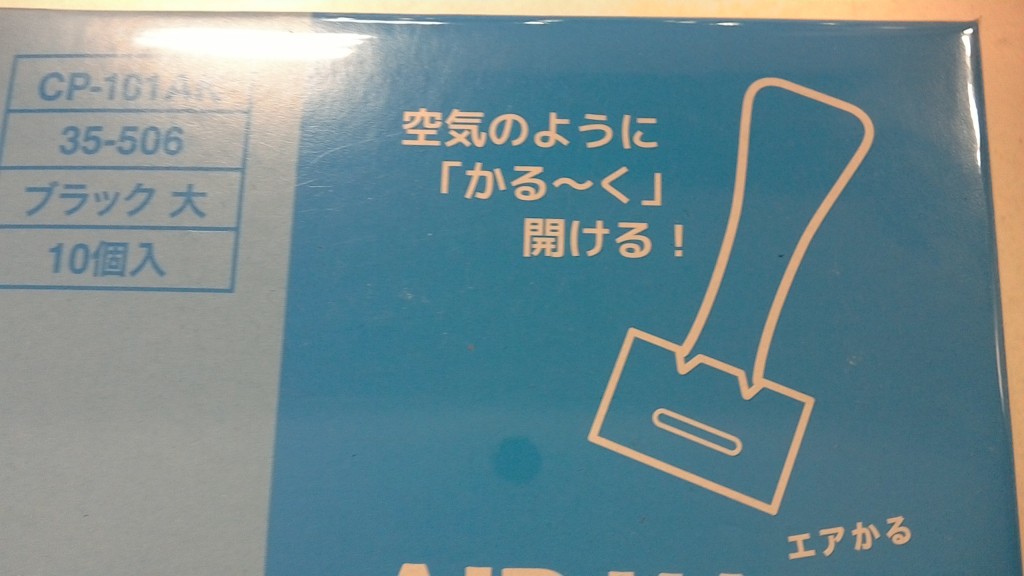 35-506
ブラック 大
10個入
空気のように
「かる〜く」
開ける!
エアかる